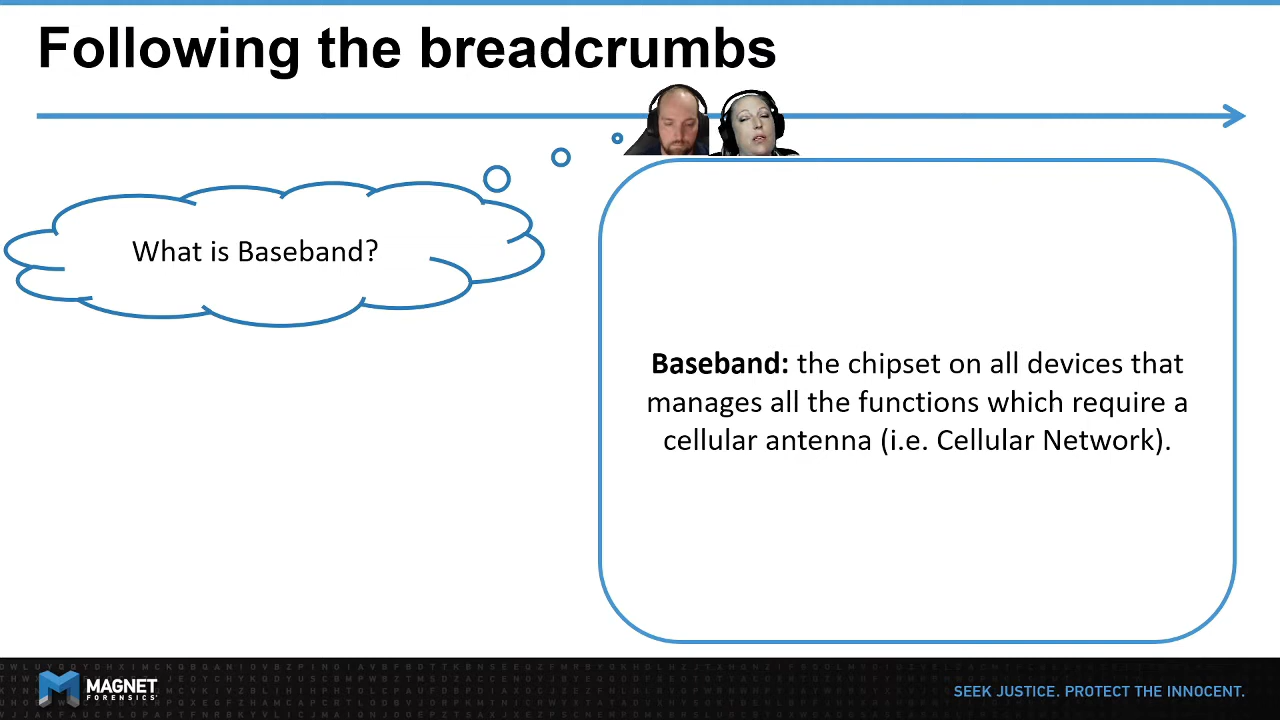 Following the breadcrumbs
What is Baseband?
Baseband: the chipset on all devices that
manages all the functions which require a
cellular antenna (i.e. Cellular Network).
MAGNET
FORENSICS
SEEK JUSTICE. PROTECT THE INNOCENT.